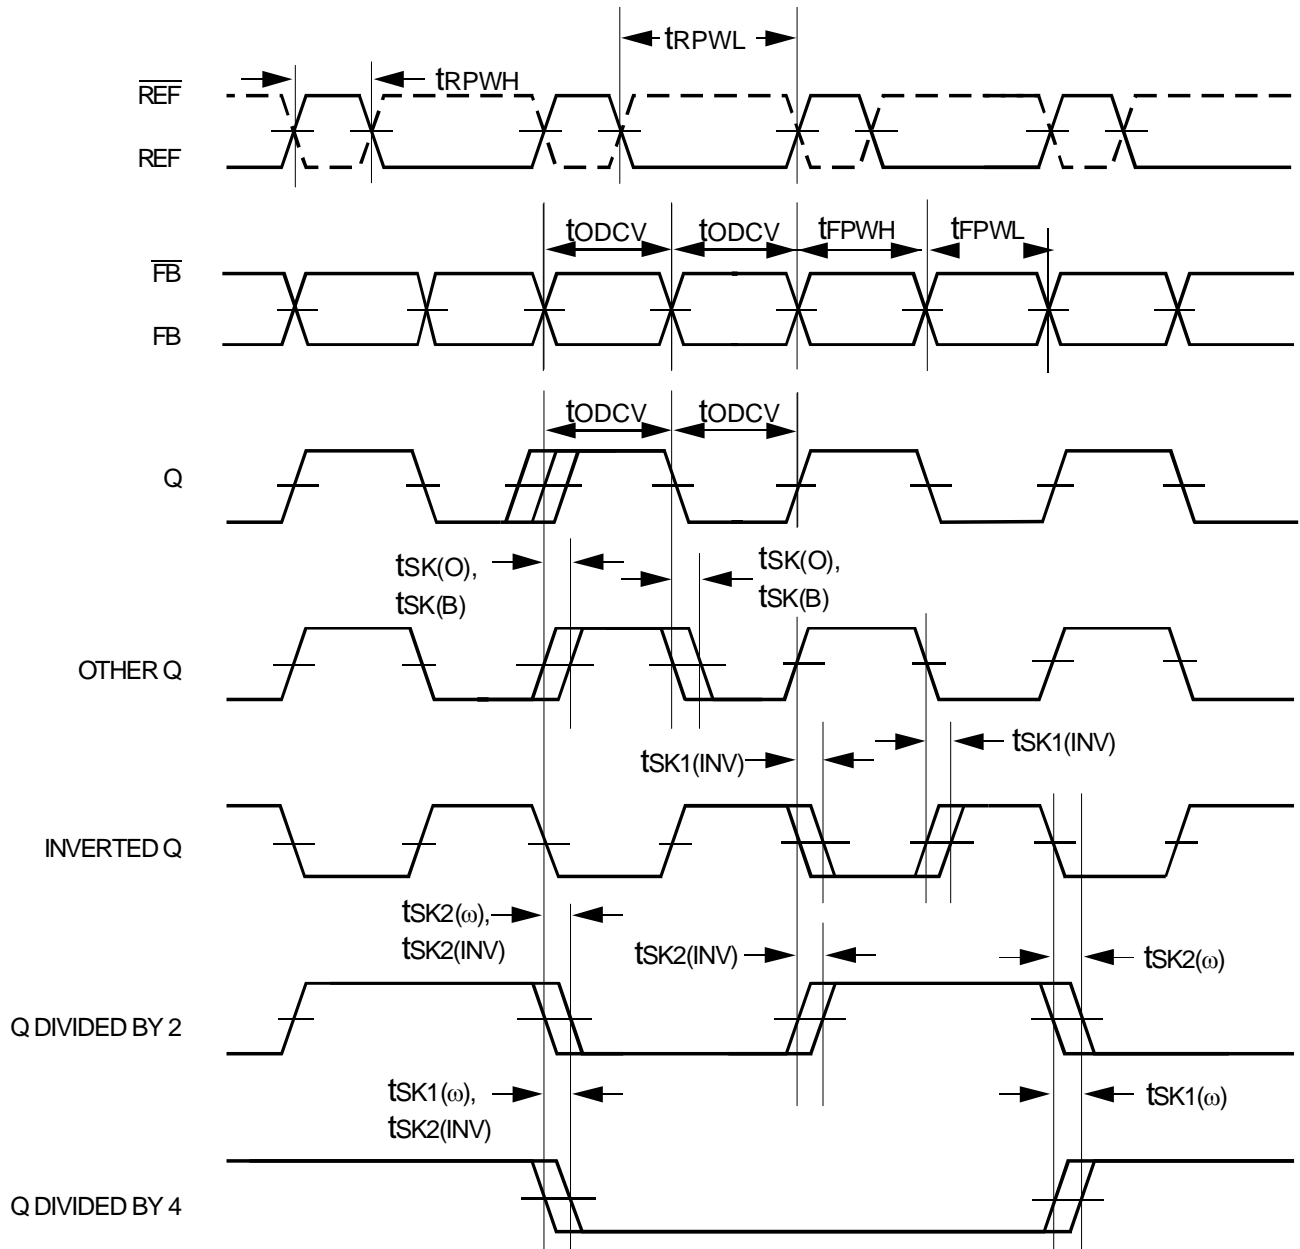 tRPWL
tRPWH
REF
REF
tODCV tODCV tFPWH tFPWL
FB
FB
tODCV tODCV
Q
tSK(O),
tSK(B)
tSK(O),
tSK(B)
OTHER Q
tSK1(INV)
tSK1(INV)
INVERTED Q
tSK2(ω),
tSK2(INV)
tSK2(INV)
tSK2(ω)
Q DIVIDED BY 2
tSK1(ω),
tSK2(INV)
tSK1(ω)
Q DIVIDED BY 4